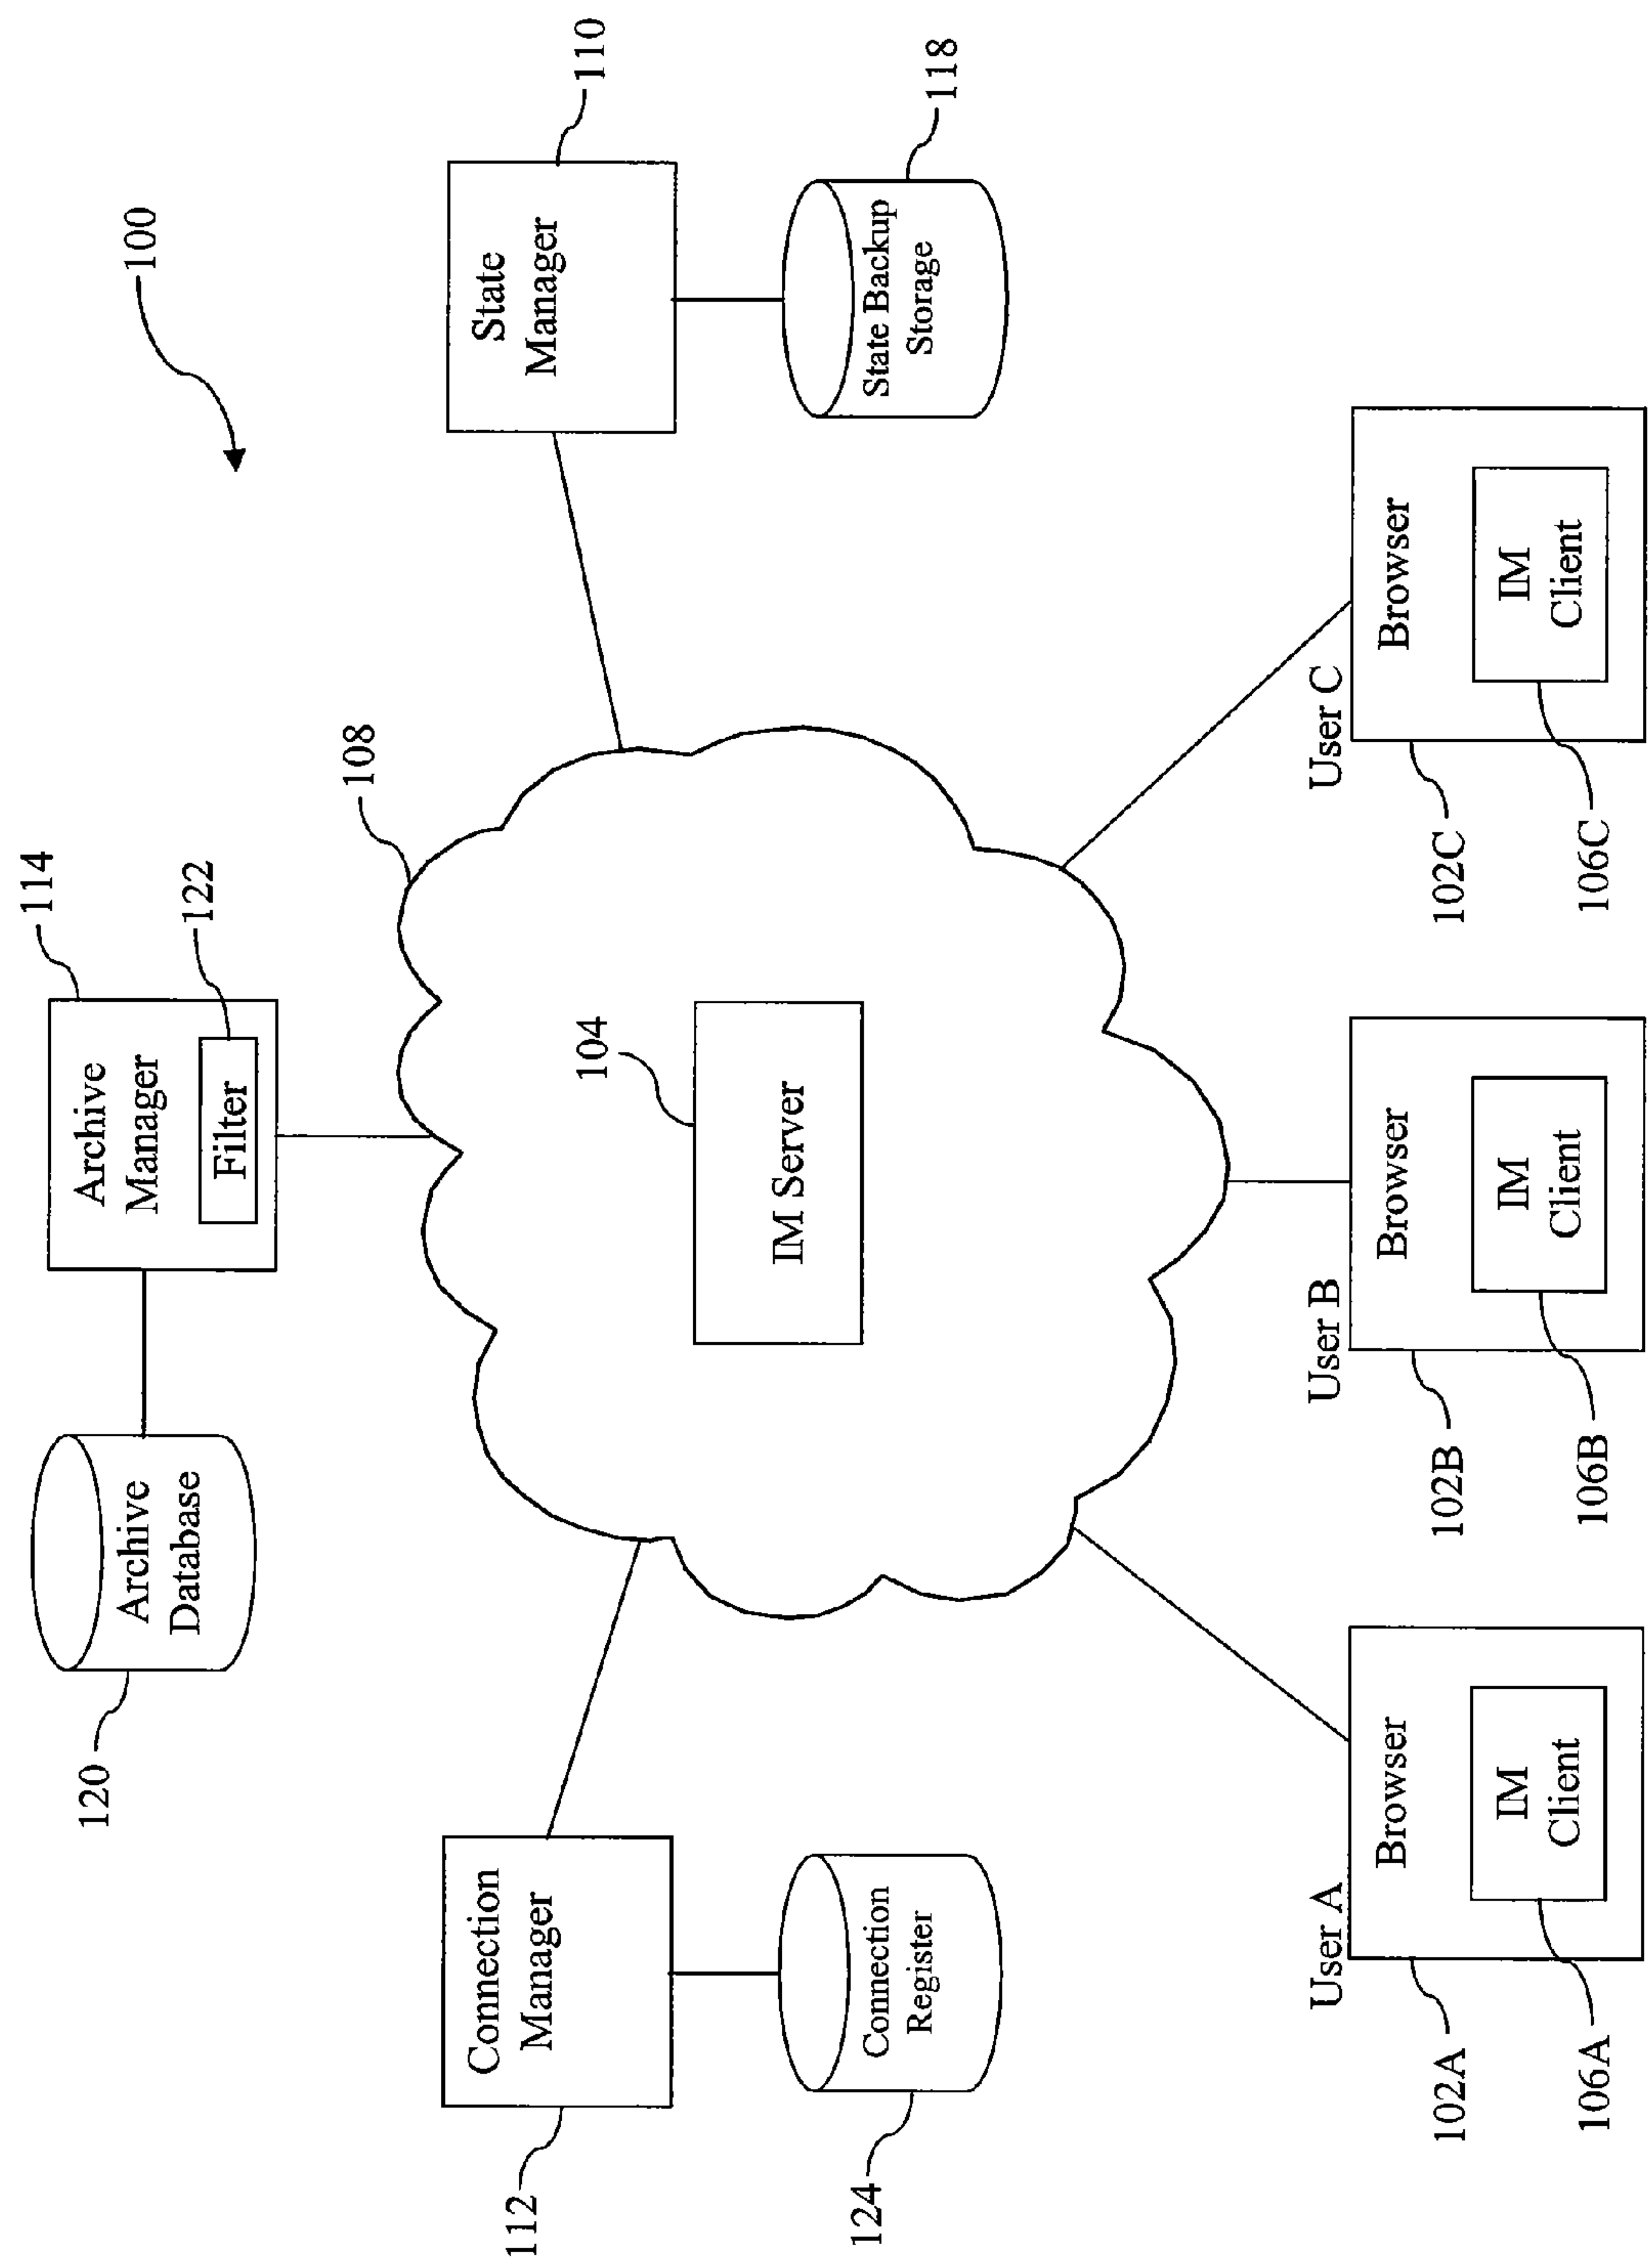 100
120
Archive
Database
Archive
Manager
Filter
114
122
108
112
Connection
Manager
124
Connection
Register
104
IM Server
State
Manager
110
State Backup
Storage
118
User A
Browser
IM
Client
102A
106A
User B
Browser
IM
Client
102B
106B
User C
Browser
IM
Client
102C
106C